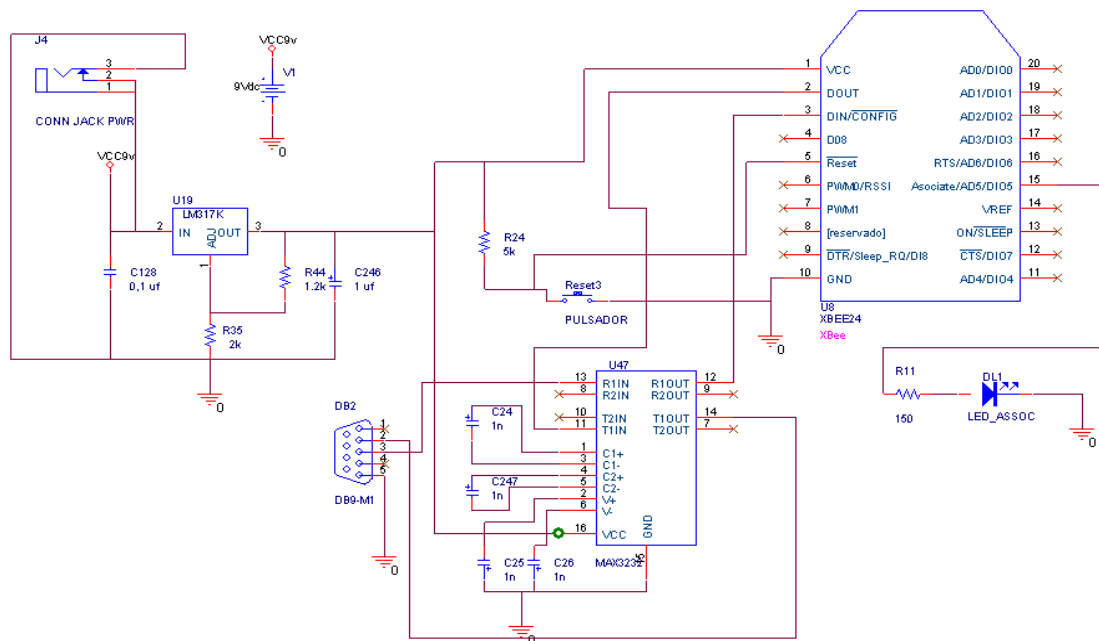 J4
3
2
1
CONN JACK PWR
VCC9v
V1
9Vdc
0
VCC9v
U19
LM317K
2
IN
OUT
3
ADJ
1
C128
0,1 uf
R44
1.2k
C246
1 uf
R35
2k
0
R24
5k
Reset3
PULSADOR
0
1
VCC
2
DOUT
3
DIN/CONFIG
4
D08
5
Reset
6
PWM0/RSSI
7
PWM1
8
[reservado]
9
DTR/Sleep_RQ/DI8
10
GND
AD0/DIO0
20
AD1/DIO1
19
AD2/DIO2
18
AD3/DIO3
17
RTS/AD6/DIO6
16
Asociate/AD5/DIO5
15
VREF
14
ON/SLEEP
13
CTS/DIO7
12
AD4/DIO4
11
U8
XBEE24
XBee
R11
150
DL1
LED_ASSOC
0
U47
13
R1IN
8
R2IN
10
T2IN
11
T1IN
1
C1+
3
C1-
4
C2+
5
C2-
2
V+
6
V-
16
VCC
R1OUT
12
R2OUT
9
T1OUT
14
T2OUT
7
GND
15
MAX3232
C24
1n
C247
1n
C25
1n
C26
1n
0
DB2
1
2
3
4
5
DB9-M1
0